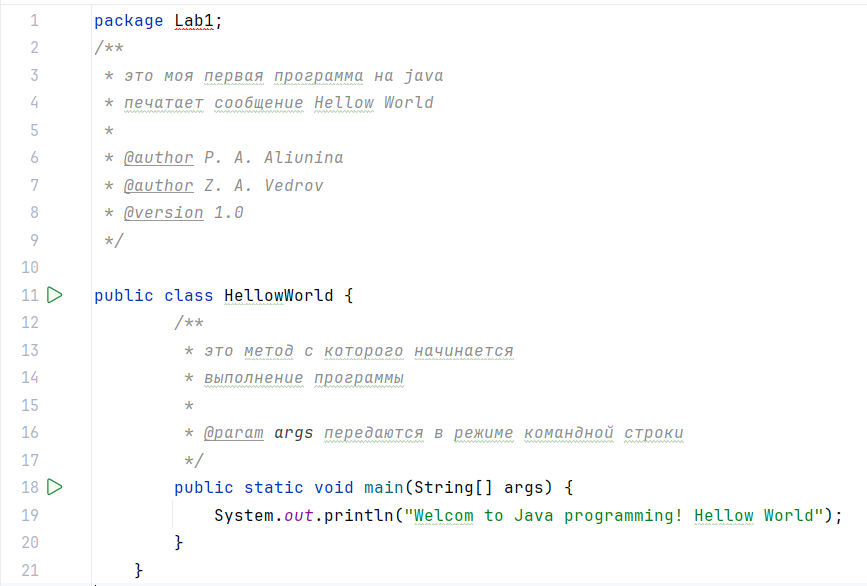 1 package Lab1;
2 /**
3 * это моя первая программа на java
4 * печатает сообщение Hellow World
5 *
6 * @author P. A. Aliunina
7 * @author Z. A. Vedrov
8 * @version 1.0
9 */
10
11 public class HellowWorld {
12 /**
13 * это метод с которого начинается
14 * выполнение программы
15 *
16 * @param args передаются в режиме командной строки
17 */
18 public static void main(String[] args) {
19 System.out.println("Welcom to Java programming! Hellow World");
20 }
21 }